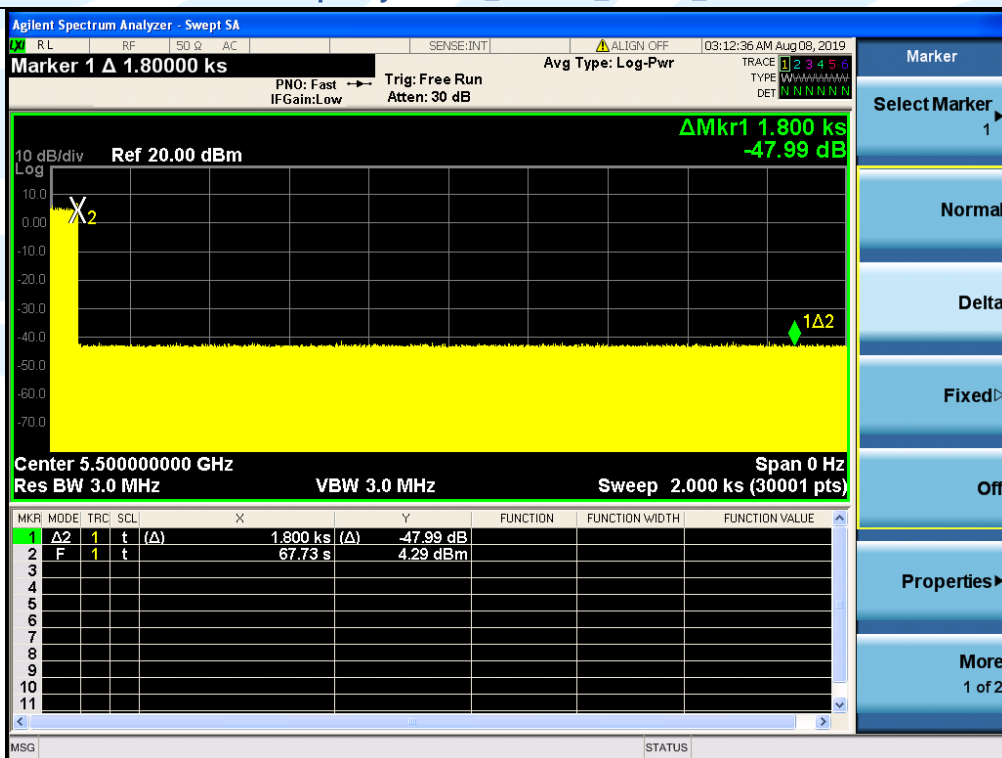 Agilent Spectrum Analyzer - Swept SA
LXI RL RF 50 Ω AC SENSE:INT ALIGN OFF 03:12:36 AM Aug 08, 2019
Marker 1 Δ 1.80000 ks
Avg Type: Log-Pwr
TRACE 1 2 3 4 5 6
PNO: Fast Trig: Free Run
TYPE WWWWWW
IFGain:Low Atten: 30 dB
DET N N N N N N
ΔMkr1 1.800 ks
-47.99 dB
10 dB/div Ref 20.00 dBm
Log
10.0
0.00
-10.0
-20.0
-30.0
-40.0
-50.0
-60.0
-70.0
X2
1Δ2
Center 5.500000000 GHz Span 0 Hz
Res BW 3.0 MHz VBW 3.0 MHz Sweep 2.000 ks (30001 pts)
MKR MODE TRC SCL X Y FUNCTION FUNCTION WIDTH FUNCTION VALUE
1 Δ2 1 t (Δ) 1.800 ks (Δ) -47.99 dB
2 F 1 t 67.73 s 4.29 dBm
3
4
5
6
7
8
9
10
11
MSG STATUS
Marker
Select Marker
1
Normal
Delta
Fixed
Off
Properties
More
1 of 2